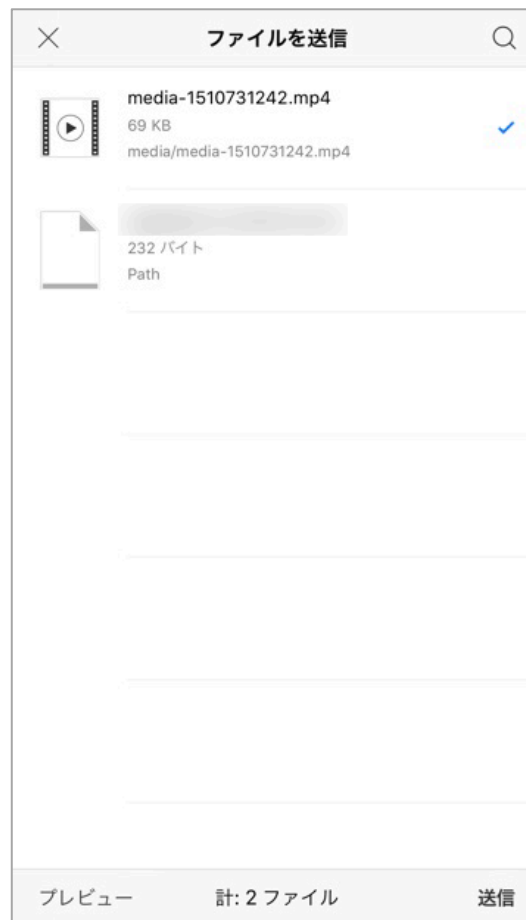 ファイルを送信
media-1510731242.mp4
69 KB
media/media-1510731242.mp4
232 バイト
Path
プレビュー
計: 2 ファイル
送信